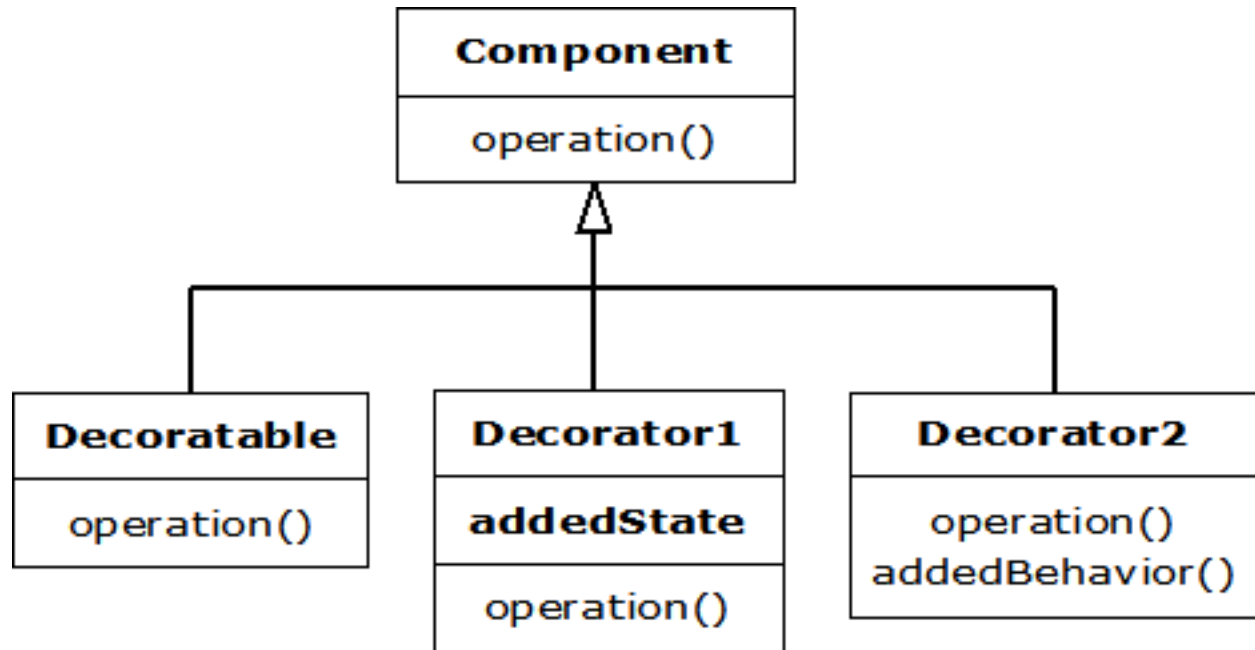 Component
operation()
Decoratable
operation()
Decorator1
addedState
operation()
Decorator2
operation()
addedBehavior()